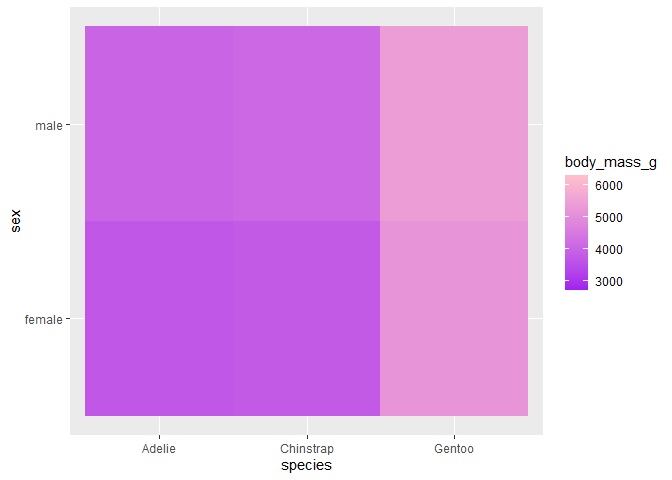 male
female
sex
Adelie Chinstrap Gentoo
species
body_mass_g
6000
5000
4000
3000